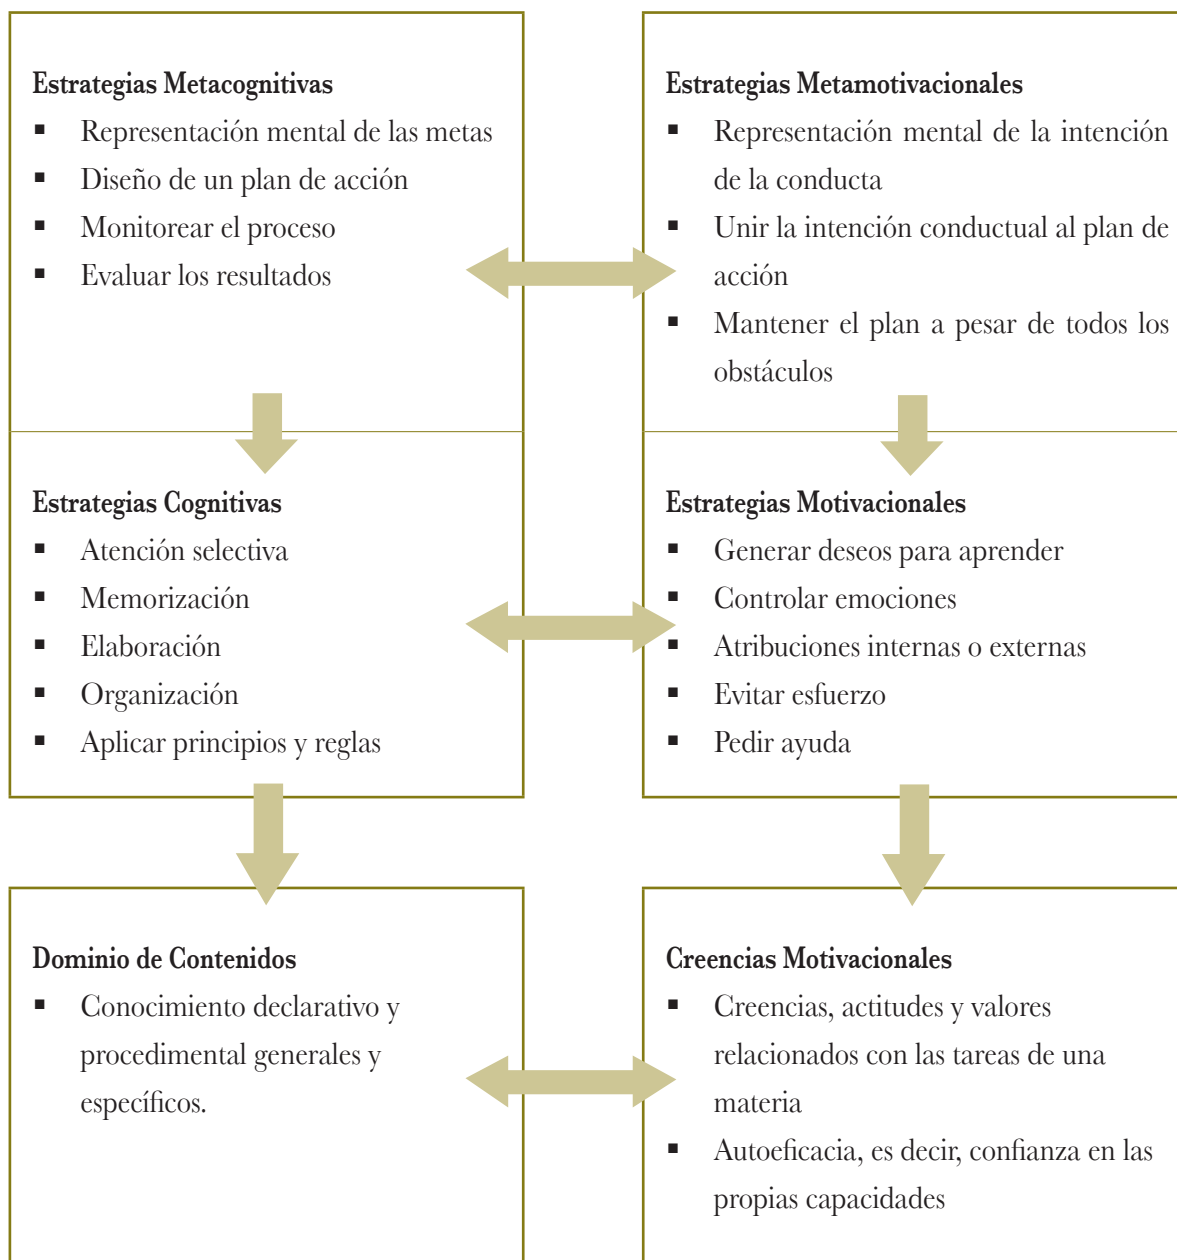 Estrategias Metacognitivas
▪ Representación mental de las metas
▪ Diseño de un plan de acción
▪ Monitorear el proceso
▪ Evaluar los resultados
Estrategias Metamotivacionales
▪ Representación mental de la intención
de la conducta
▪ Unir la intención conductual al plan de
acción
▪ Mantener el plan a pesar de todos los
obstáculos
Estrategias Cognitivas
▪ Atención selectiva
▪ Memorización
▪ Elaboración
▪ Organización
▪ Aplicar principios y reglas
Estrategias Motivacionales
▪ Generar deseos para aprender
▪ Controlar emociones
▪ Atribuciones internas o externas
▪ Evitar esfuerzo
▪ Pedir ayuda
Dominio de Contenidos
▪ Conocimiento declarativo y
procedimental generales y
específicos.
Creencias Motivacionales
▪ Creencias, actitudes y valores
relacionados con las tareas de una
materia
▪ Autoeficacia, es decir, confianza en las
propias capacidades